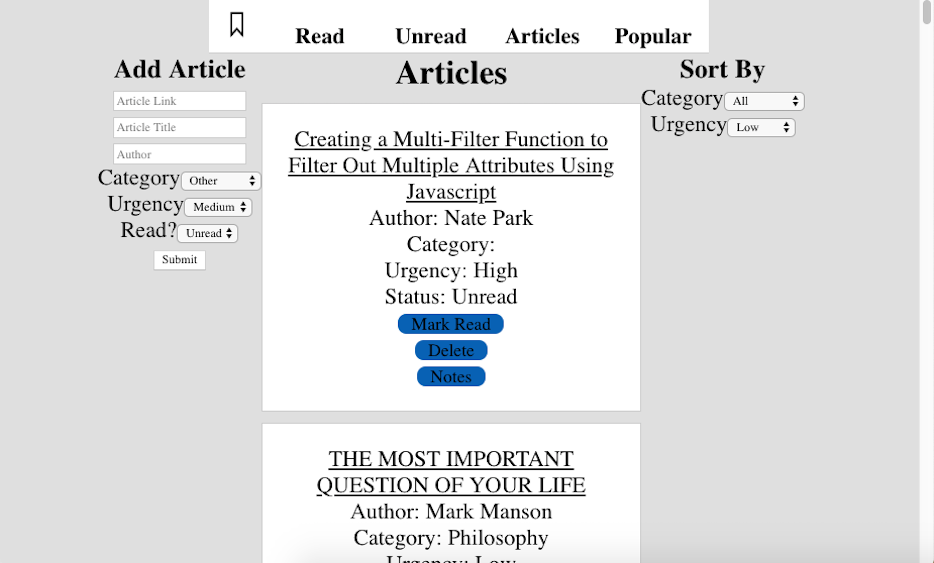 Read Unread Articles Popular
Add Article
Article Link
Article Title
Author
Category Other
Urgency Medium
Read? Unread
Submit
Articles
Creating a Multi-Filter Function to
Filter Out Multiple Attributes Using
Javascript
Author: Nate Park
Category:
Urgency: High
Status: Unread
Mark Read
Delete
Notes
THE MOST IMPORTANT
QUESTION OF YOUR LIFE
Author: Mark Manson
Category: Philosophy
Urgency: Low
Sort By
Category All
Urgency Low